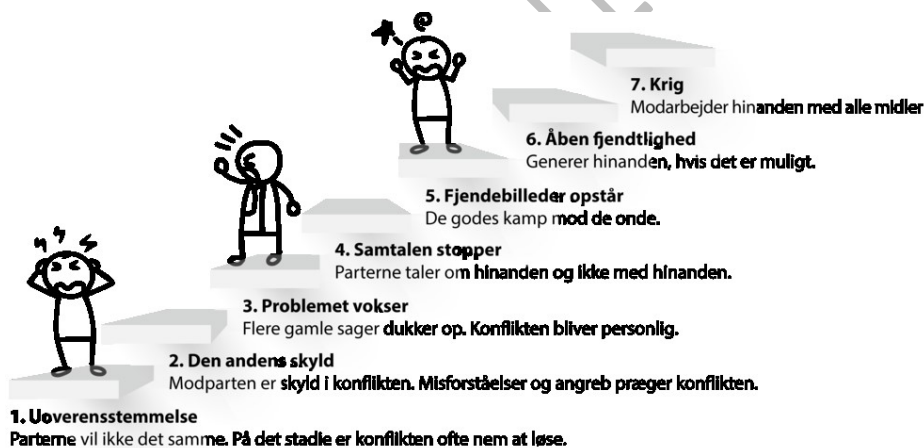 7. Krig
Modarbejder hinanden med alle midler
6. Åben fjendtlighed
Generer hinanden, hvis det er muligt.
5. Fjendebilleder opstår
De godes kamp mod de onde.
4. Samtalen stopper
Parterne taler om hinanden og ikke med hinanden.
3. Problemet vokser
Flere gamle sager dukker op. Konflikten bliver personlig.
2. Den andens skyld
Modparten er skyld i konflikten. Misforståelser og angreb præger konflikten.
1. Uoverensstemmelse
Parterne vil ikke det samme. På det stadie er konflikten ofte nem at løse.